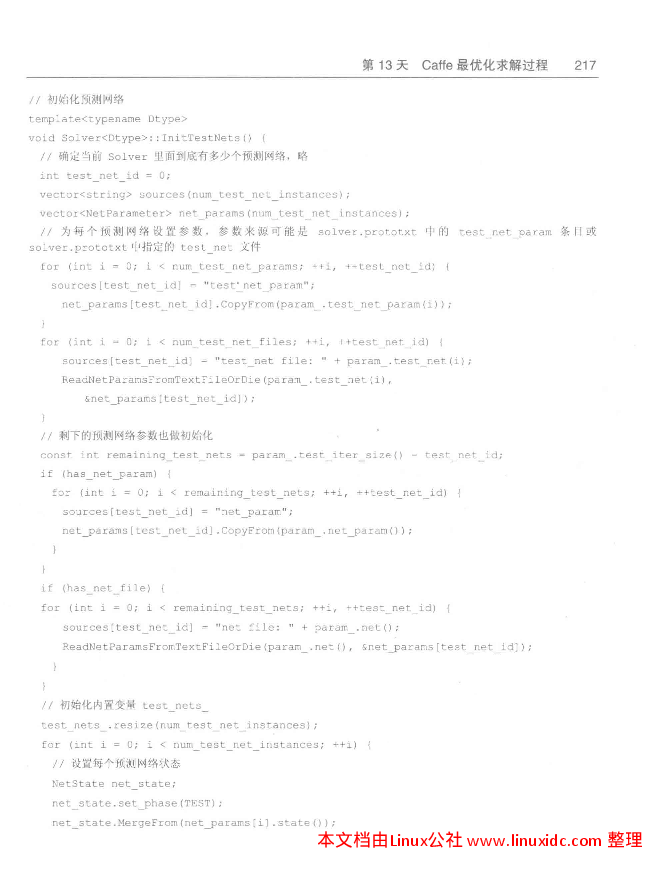 第 13 天 Caffe 最优化求解过程 217
// 初始化预测网络
template<typename Dtype>
void Solver<Dtype>::InitTestNets() {
// 确定当前 Solver 里面到底有多少个预测网络，略
int test_net_id = 0;
vector<string> sources(num_test_net_instances);
vector<NetParameter> net_params(num_test_net_instances);
// 为每个预测网络设置参数，参数来源可能是 solver.prototxt 中的 test_net_param 条目或
solver.prototxt 中指定的 test_net 文件
for (int i = 0; i < num_test_net_params; ++i, ++test_net_id) {
sources[test_net_id] = "test_net_param";
net_params[test_net_id].CopyFrom(param_.test_net_param(i));
}
for (int i = 0; i < num_test_net_files; ++i, ++test_net_id) {
sources[test_net_id] = "test_net file: " + param_.test_net(i);
ReadNetParamsFromTextFileOrDie(param_.test_net(i),
&net_params[test_net_id]);
}
// 剩下的预测网络参数也做初始化
const int remaining_test_nets = param_.test_iter_size() - test_net_id;
if (has_net_param) {
for (int i = 0; i < remaining_test_nets; ++i, ++test_net_id) {
sources[test_net_id] = "net_param";
net_params[test_net_id].CopyFrom(param_.net_param());
}
}
if (has_net_file) {
for (int i = 0; i < remaining_test_nets; ++i, ++test_net_id) {
sources[test_net_id] = "net file: " + param_.net();
ReadNetParamsFromTextFileOrDie(param_.net(), &net_params[test_net_id]);
}
}
// 初始化内置变量 test_nets_
test_nets_.resize(num_test_net_instances);
for (int i = 0; i < num_test_net_instances; ++i) {
// 设置每个预测网络状态
NetState net_state;
net_state.set_phase(TEST);
net_state.MergeFrom(net_params[i].state());
本文档由Linux公社 www.linuxidc.com 整理